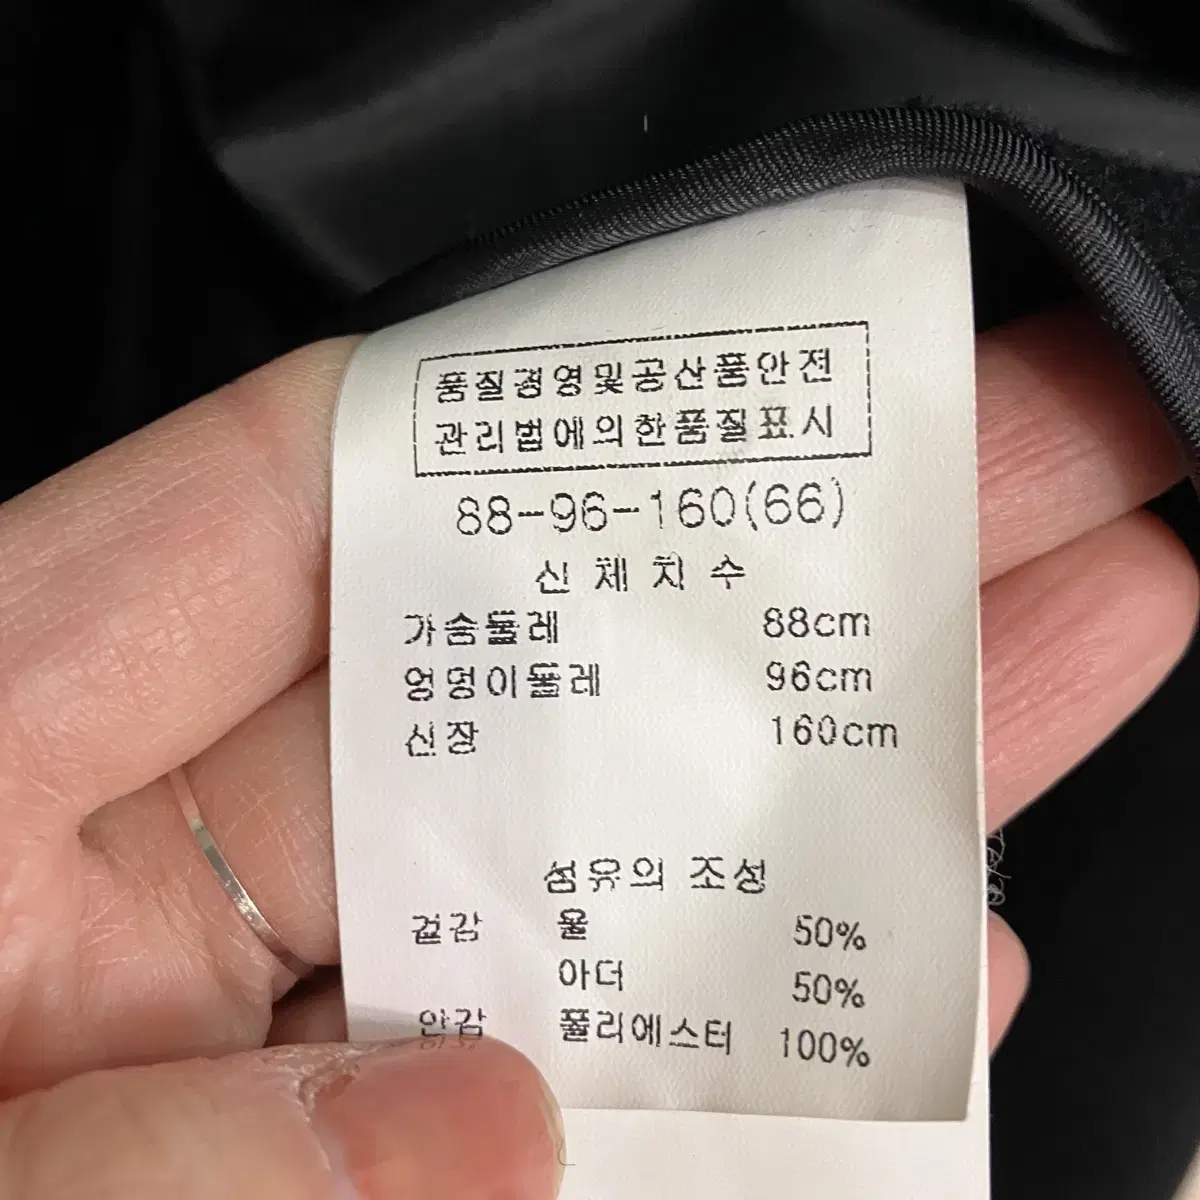 품질경영및공산품안전
관리법에의한품질표시
88-96-160(66)
신체치수
가슴둘레 88cm
엉덩이둘레 96cm
신장 160cm
섬유의 조성
겉감 울 50%
아더 50%
안감 폴리에스터 100%